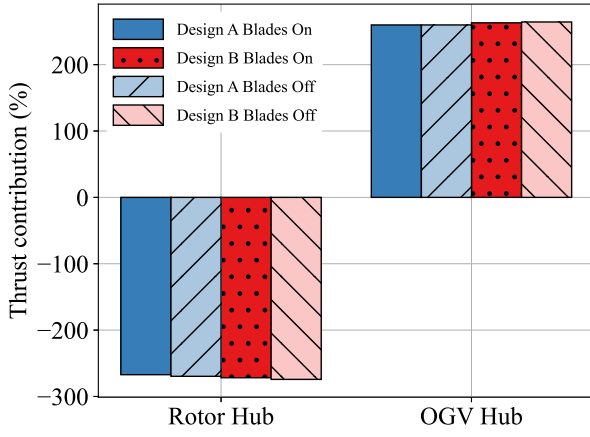 Thrust contribution (%)
200
100
0
−100
−200
−300
Design A Blades On
Design B Blades On
Design A Blades Off
Design B Blades Off
Rotor Hub
OGV Hub